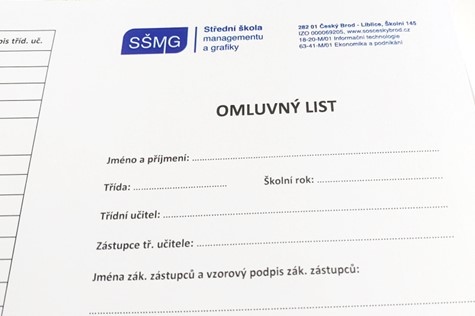 pis tříd. uč.
SŠMG
Střední škola
managementu
a grafiky
282 01 Český Brod - Liblice, Školní 145
IZO 000069205, www.sosceskybrod.cz
18-20-M/01 Informační technologie
63-41-M/01 Ekonomika a podnikání
OMLUVNÝ LIST
Jméno a příjmení:
Třída: Školní rok:
Třídní učitel:
Zástupce tř. učitele:
Jména zák. zástupců a vzorový podpis zák. zástupců: